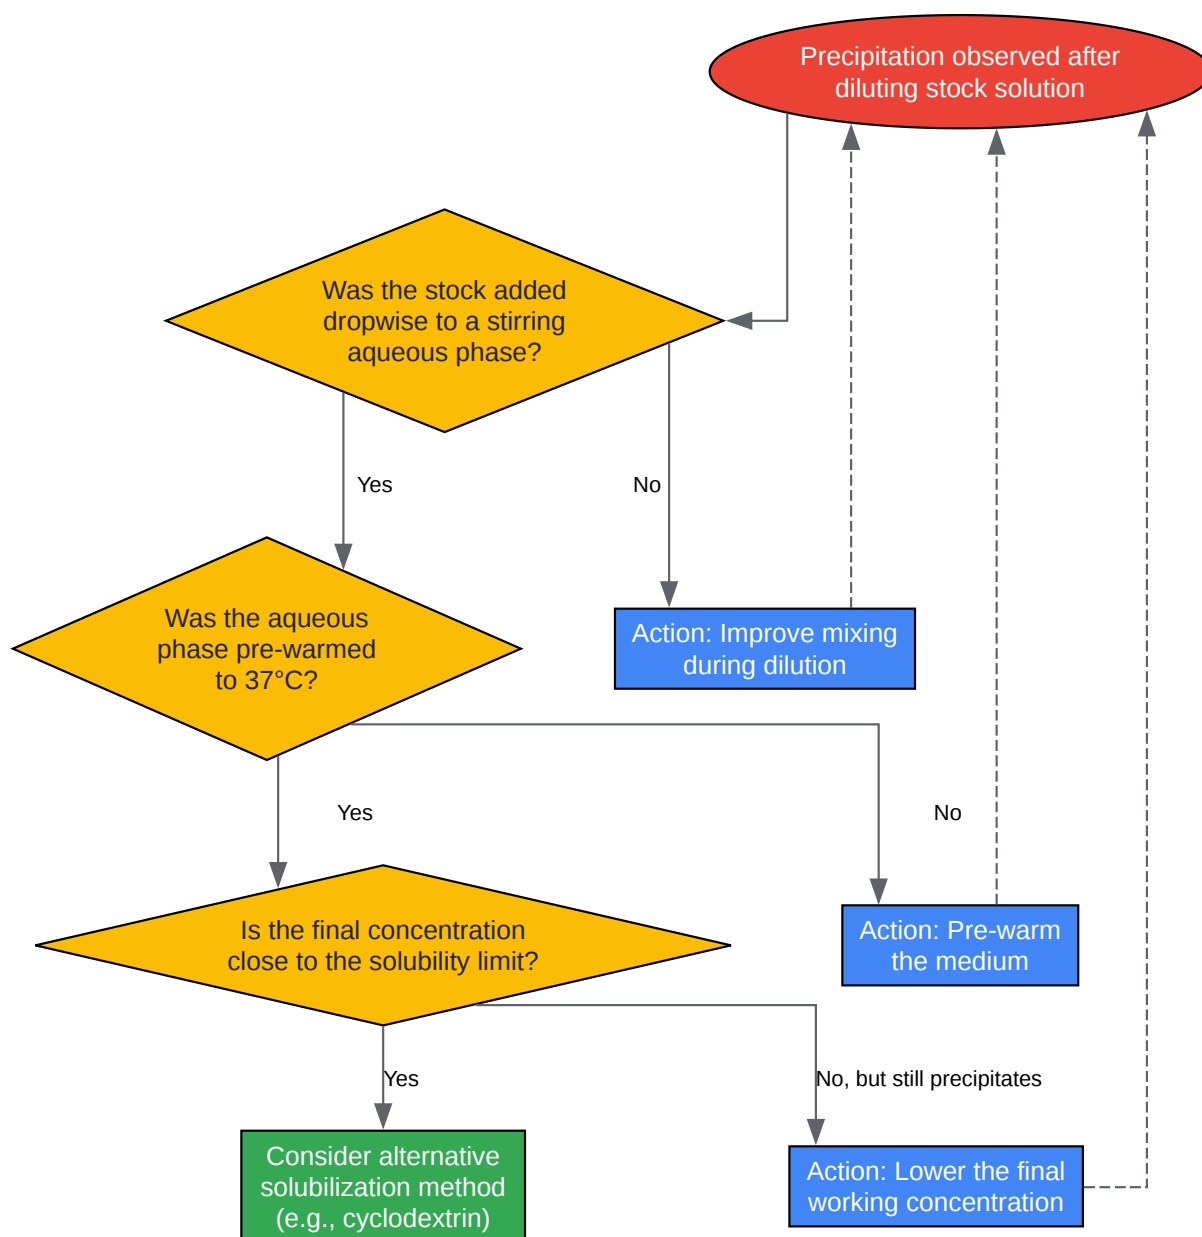 Precipitation observed after
diluting stock solution
Was the stock added
dropwise to a stirring
aqueous phase?
Yes
No
Was the aqueous
phase pre-warmed
to 37°C?
Action: Improve mixing
during dilution
Yes
No
Is the final concentration
close to the solubility limit?
Action: Pre-warm
the medium
Yes
No, but still precipitates
Consider alternative
solubilization method
(e.g., cyclodextrin)
Action: Lower the final
working concentration